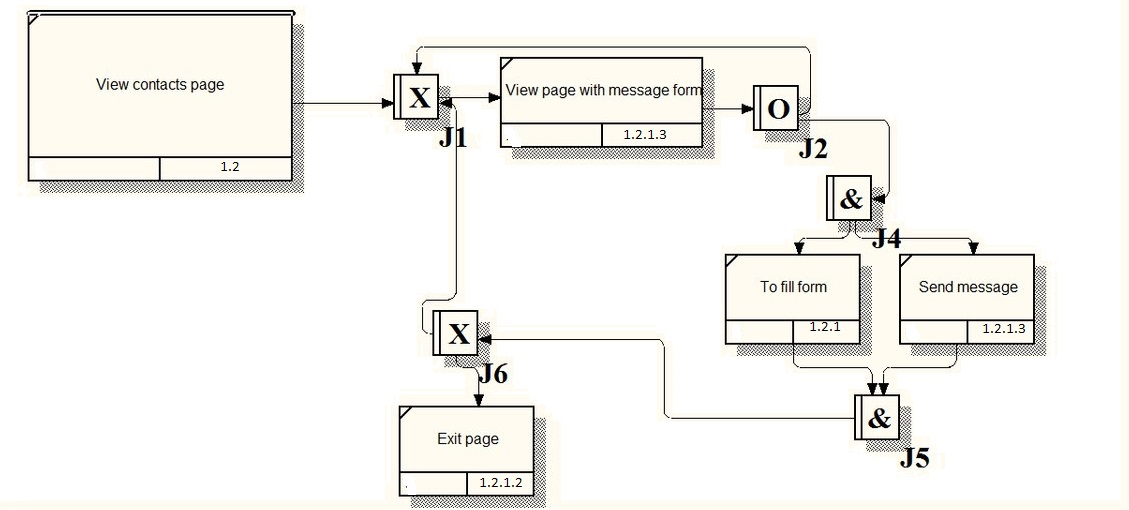 View contacts page
1.2
X
J1
View page with message form
.
1.2.1.3
O
J2
&
J4
To fill form
1.2.1
Send message
1.2.1.3
X
J6
&
J5
Exit page
.
1.2.1.2